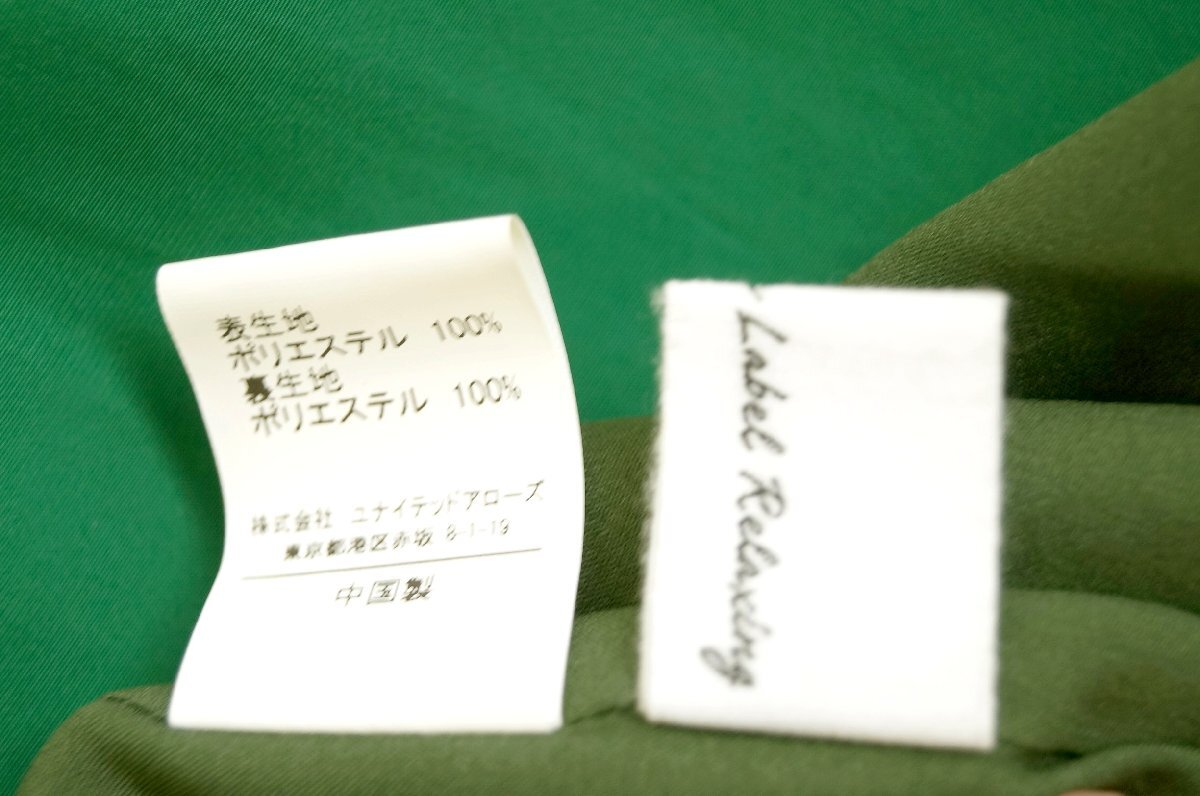 表生地
ポリエステル 100%
裏生地
ポリエステル 100%
株式会社 ユナイテッドアローズ
東京都港区赤坂 8-1-19
中国製
Label Relaxing